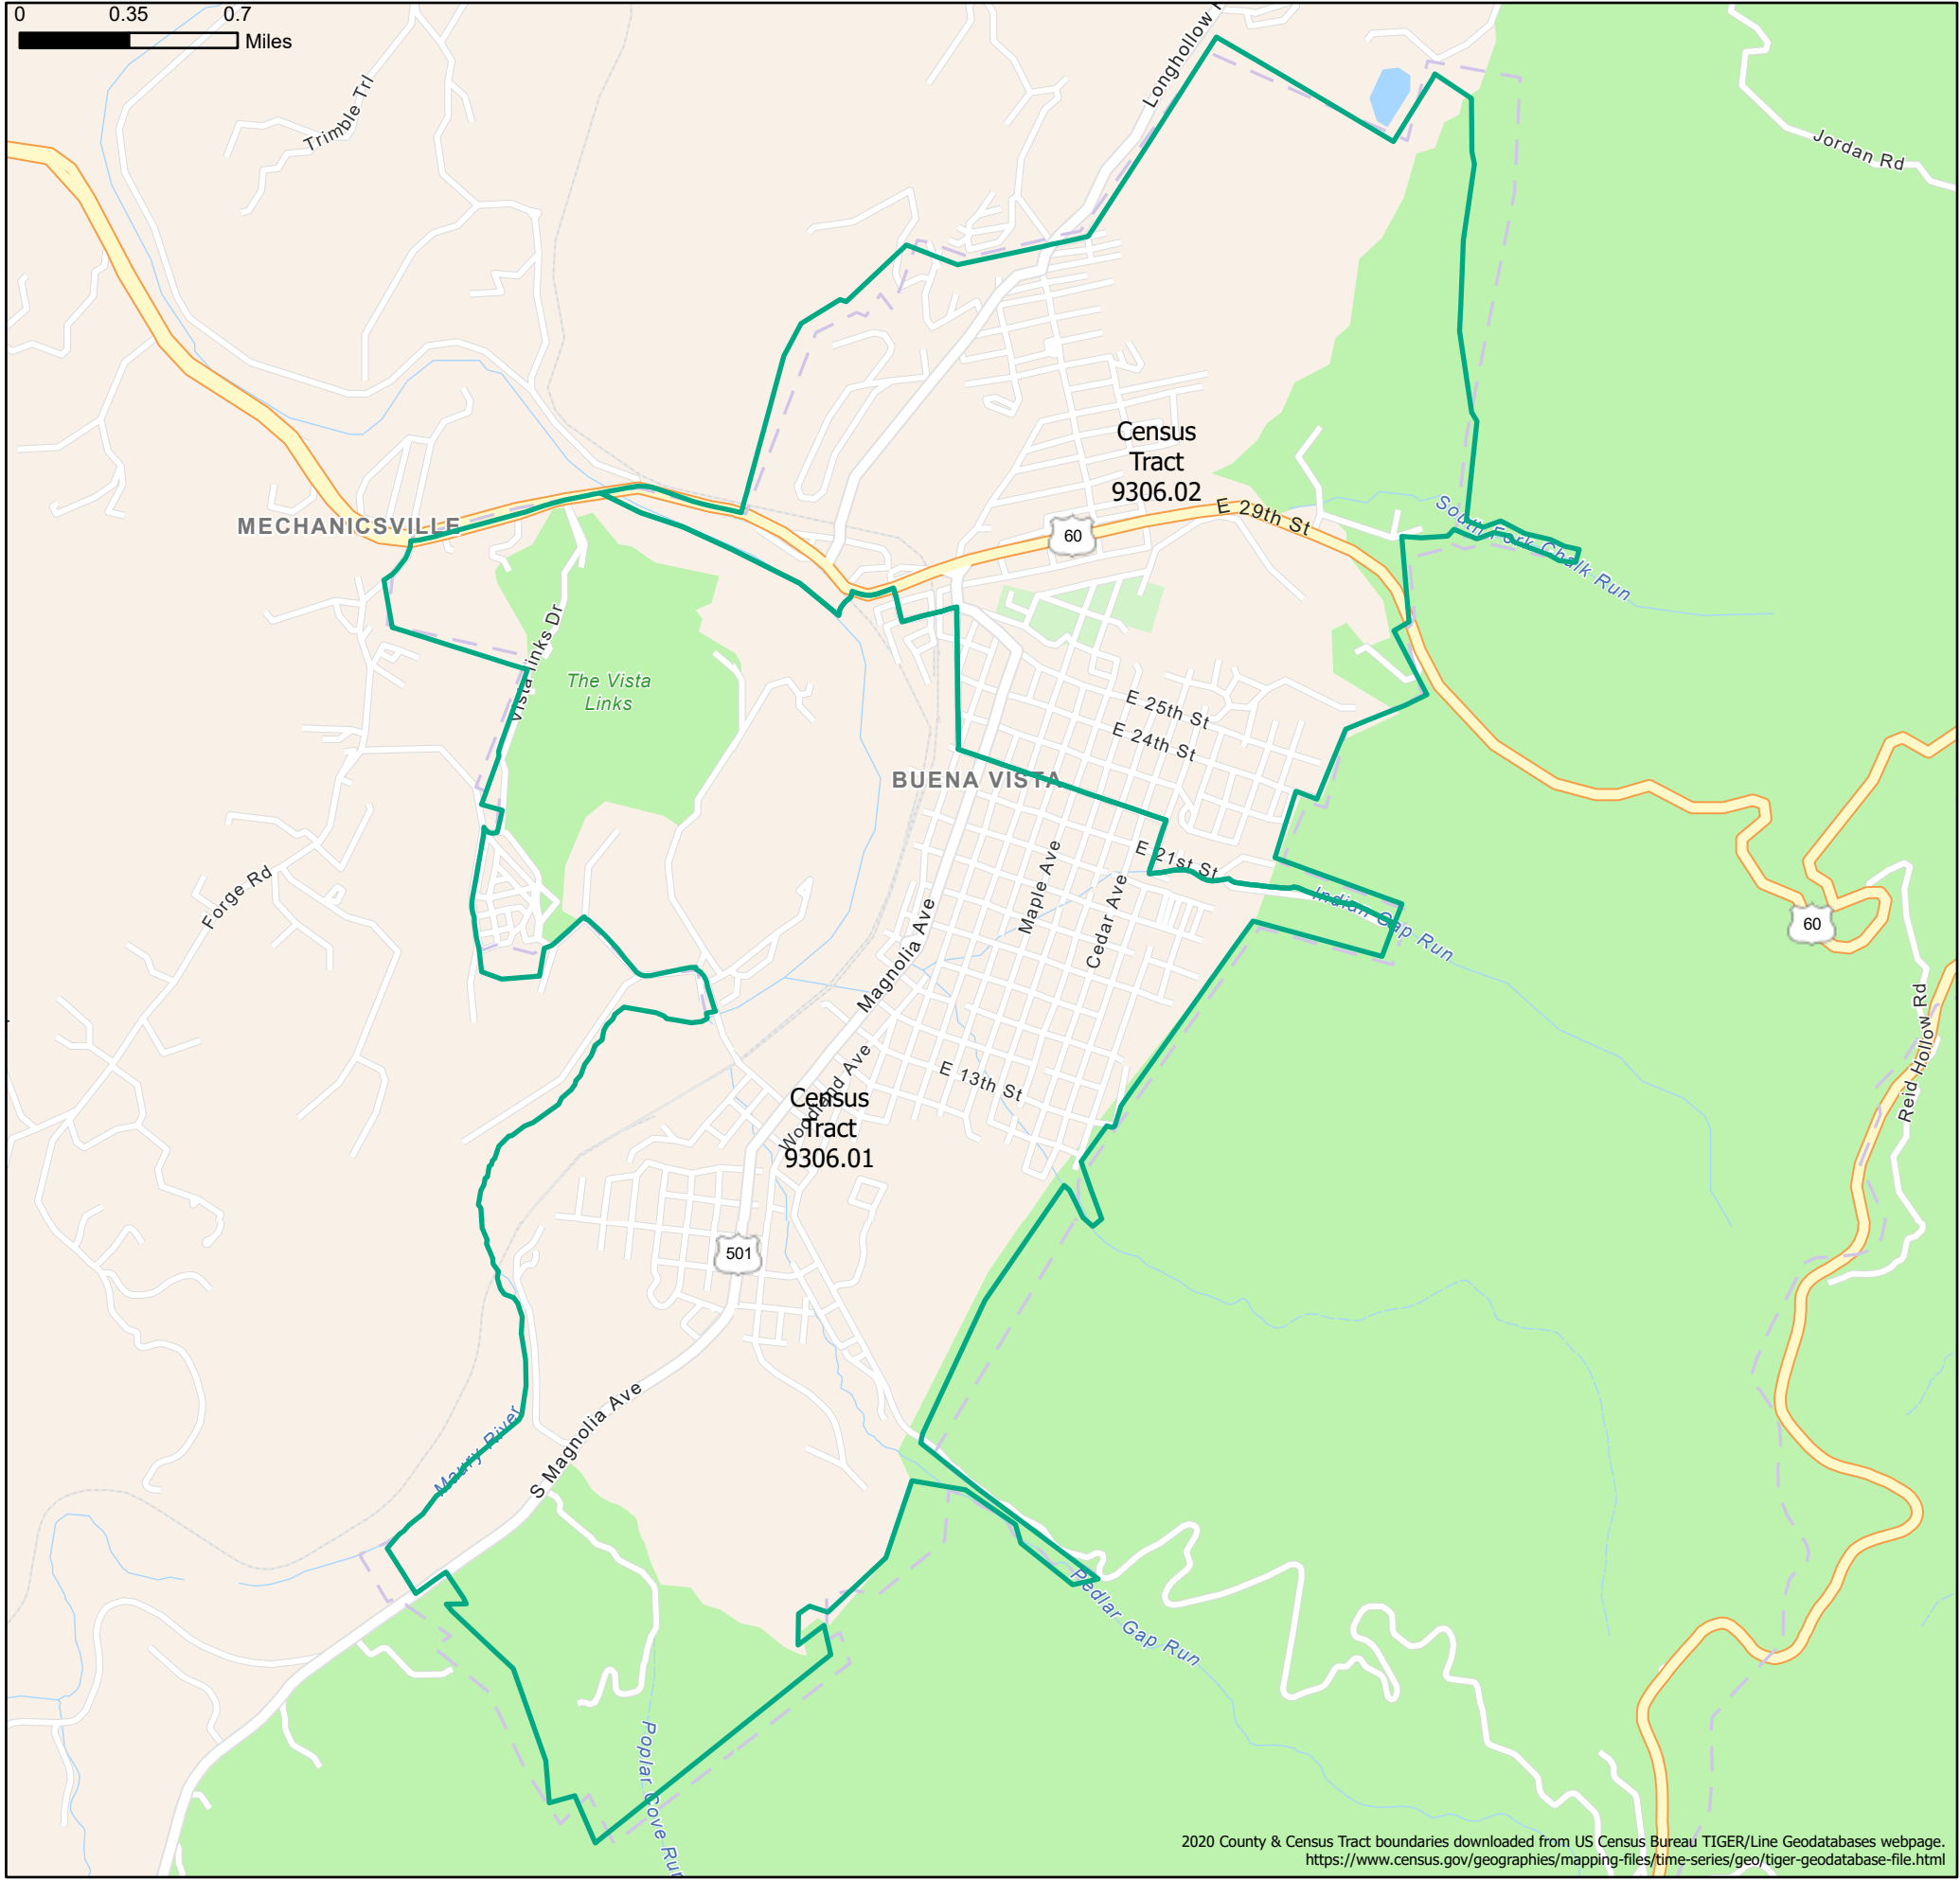 0 0.35 0.7
Miles
Longhollow
Trimble Trl
Jordan Rd
Census
Tract
9306.02
E 29th St
South Fork Chalk Run
MECHANICSVILLE
60
Vista Links Dr
The Vista
Links
E 25th St
E 24th St
BUENA VISTA
E 21st St
Maple Ave
Cedar Ave
Forge Rd
Indian Gap Run
60
Magnolia Ave
Reid Hollow Rd
Woodland Ave
E 13th St
Census
Tract
9306.01
501
S Magnolia Ave
Maury River
Pedlar Gap Run
Poplar Cove Run
2020 County & Census Tract boundaries downloaded from US Census Bureau TIGER/Line Geodatabases webpage.
https://www.census.gov/geographies/mapping-files/time-series/geo/tiger-geodatabase-file.html